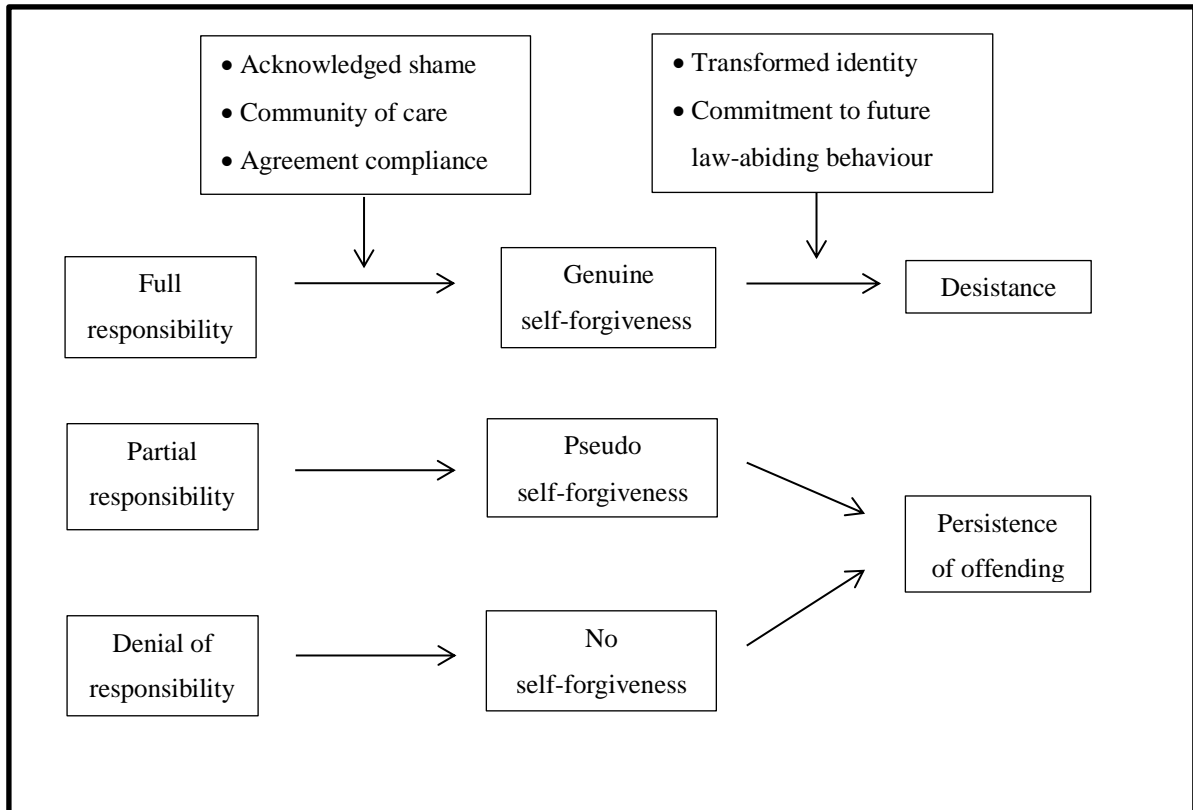 • Acknowledged shame
• Community of care
• Agreement compliance
• Transformed identity
• Commitment to future
law-abiding behaviour
Full
responsibility
Genuine
self-forgiveness
Desistance
Partial
responsibility
Pseudo
self-forgiveness
Persistence
of offending
Denial of
responsibility
No
self-forgiveness